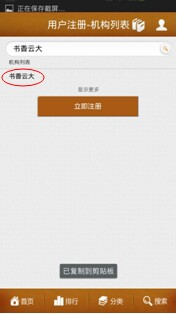 正在保存截屏...
用户注册-机构列表
书香云大
机构列表
书香云大
显示更多
立即注册
已复制到剪贴板
首页
排行
分类
搜索